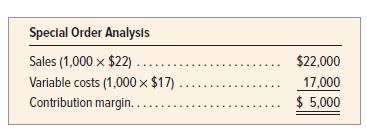 Special Order Analysis
Sales (1,000 × $22) . . . . . . . . . . . . . . . . . . . . . . . . . $22,000
Variable costs (1,000 × $17) . . . . . . . . . . . . . . . . . . 17,000
Contribution margin. . . . . . . . . . . . . . . . . . . . . . . . . $ 5,000